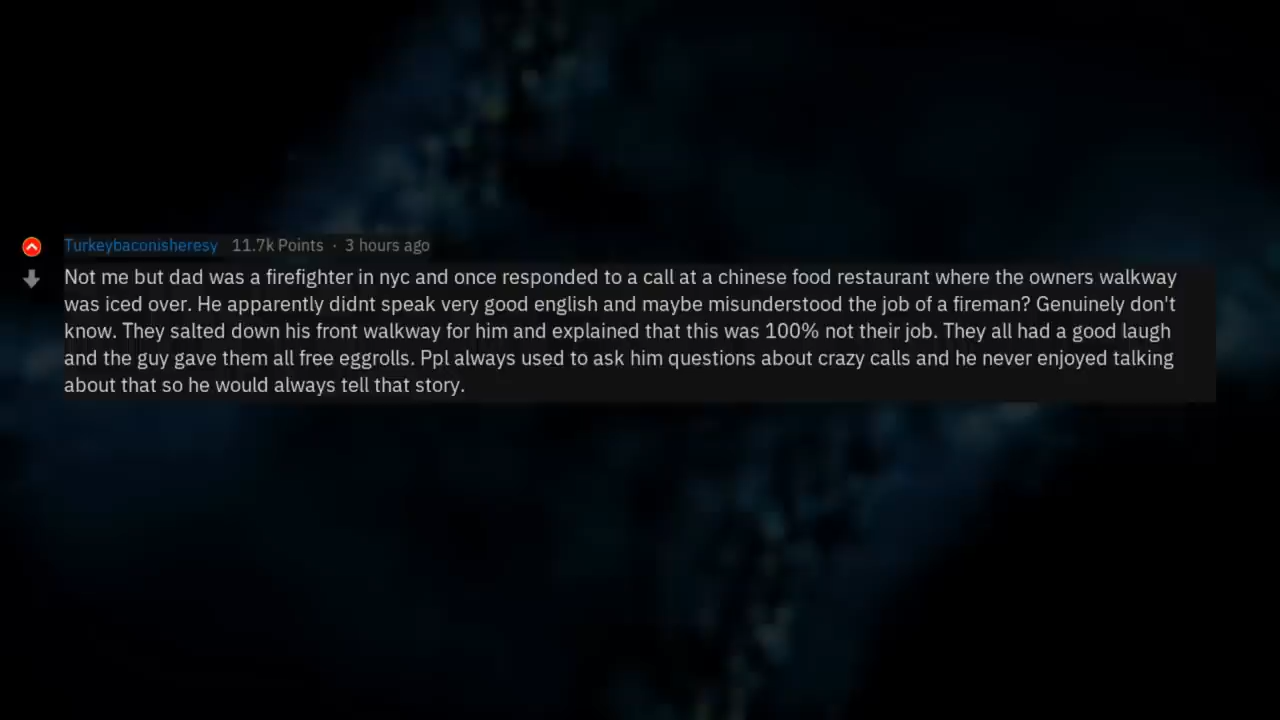 Turkeybaconisheresy 11.7k Points · 3 hours ago
Not me but dad was a firefighter in nyc and once responded to a call at a chinese food restaurant where the owners walkway
was iced over. He apparently didnt speak very good english and maybe misunderstood the job of a fireman? Genuinely don't
know. They salted down his front walkway for him and explained that this was 100% not their job. They all had a good laugh
and the guy gave them all free eggrolls. Ppl always used to ask him questions about crazy calls and he never enjoyed talking
about that so he would always tell that story.